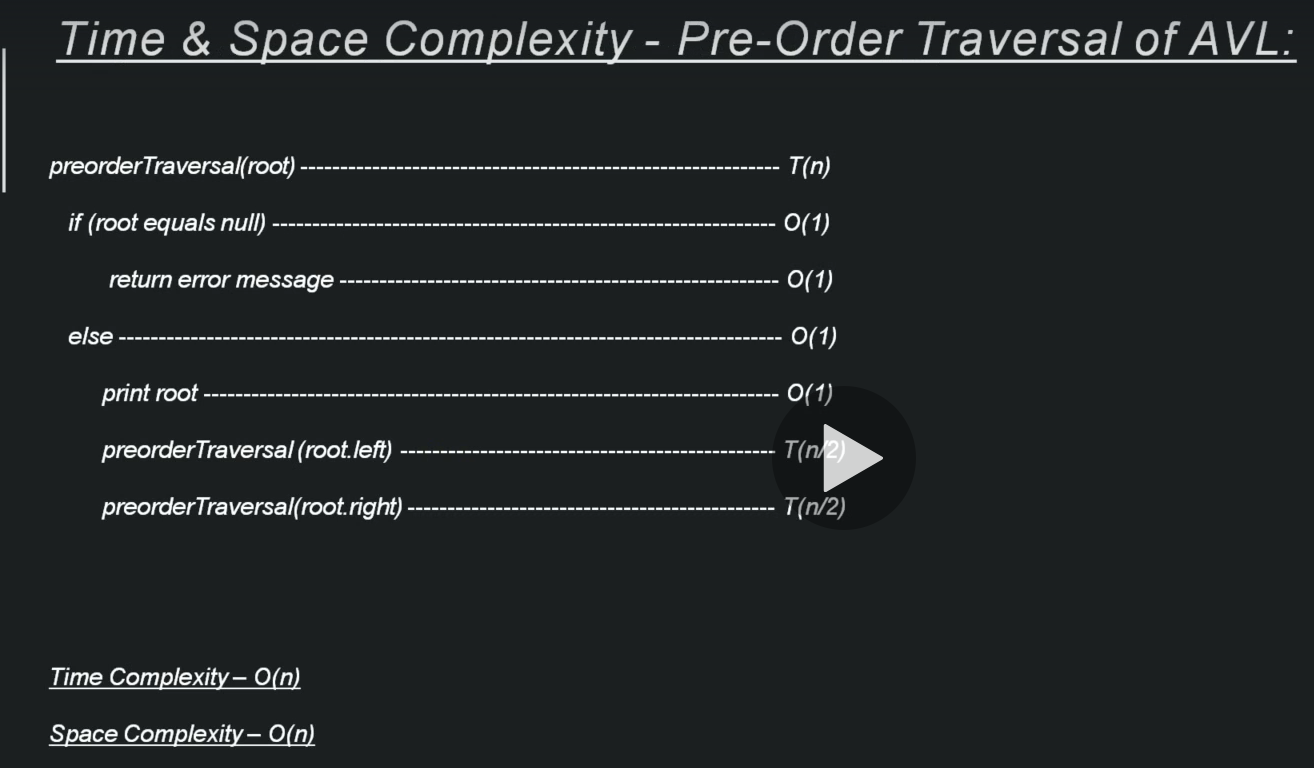 Time & Space Complexity - Pre-Order Traversal of AVL:
preorderTraversal(root) ------------------------------------------------------------ T(n)
if (root equals null) --------------------------------------------------------------- O(1)
return error message ------------------------------------------------------- O(1)
else ----------------------------------------------------------------------------------- O(1)
print root ------------------------------------------------------------------------ O(1)
preorderTraversal (root.left) ----------------------------------------------- T(n/2)
preorderTraversal(root.right) ---------------------------------------------- T(n/2)
Time Complexity – O(n)
Space Complexity – O(n)